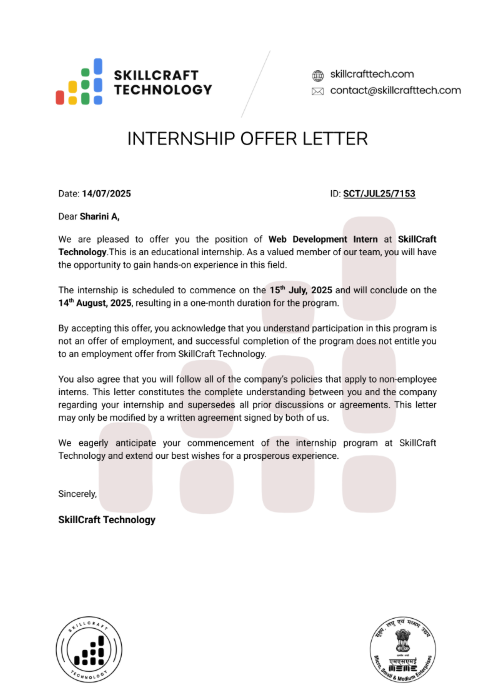 SKILLCRAFT
TECHNOLOGY
skillcrafttech.com
contact@skillcrafttech.com
INTERNSHIP OFFER LETTER
Date: 14/07/2025
ID: SCT/JUL25/7153
Dear Sharini A,
We are pleased to offer you the position of Web Development Intern at SkillCraft
Technology.This is an educational internship. As a valued member of our team, you will have
the opportunity to gain hands-on experience in this field.
The internship is scheduled to commence on the 15th July, 2025 and will conclude on the
14th August, 2025, resulting in a one-month duration for the program.
By accepting this offer, you acknowledge that you understand participation in this program is
not an offer of employment, and successful completion of the program does not entitle you
to an employment offer from SkillCraft Technology.
You also agree that you will follow all of the company's policies that apply to non-employee
interns. This letter constitutes the complete understanding between you and the company
regarding your internship and supersedes all prior discussions or agreements. This letter
may only be modified by a written agreement signed by both of us.
We eagerly anticipate your commencement of the internship program at SkillCraft
Technology and extend our best wishes for a prosperous experience.
Sincerely,
SkillCraft Technology
SKILLCRAFT
TECHNOLOGY
सूक्ष्म, लघु एवं मध्यम उद्यम
एमएसएमई
MSME
Micro, Small & Medium Enterprises